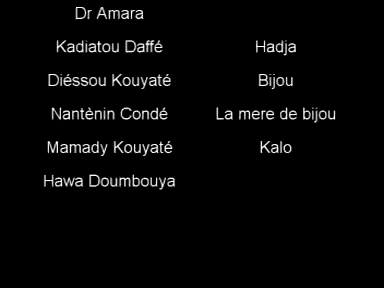 Dr Amara
Kadiatou Daffé Hadja
Diéssou Kouyaté Bijou
Nantènin Condé La mere de bijou
Mamady Kouyaté Kalo
Hawa Doumbouya